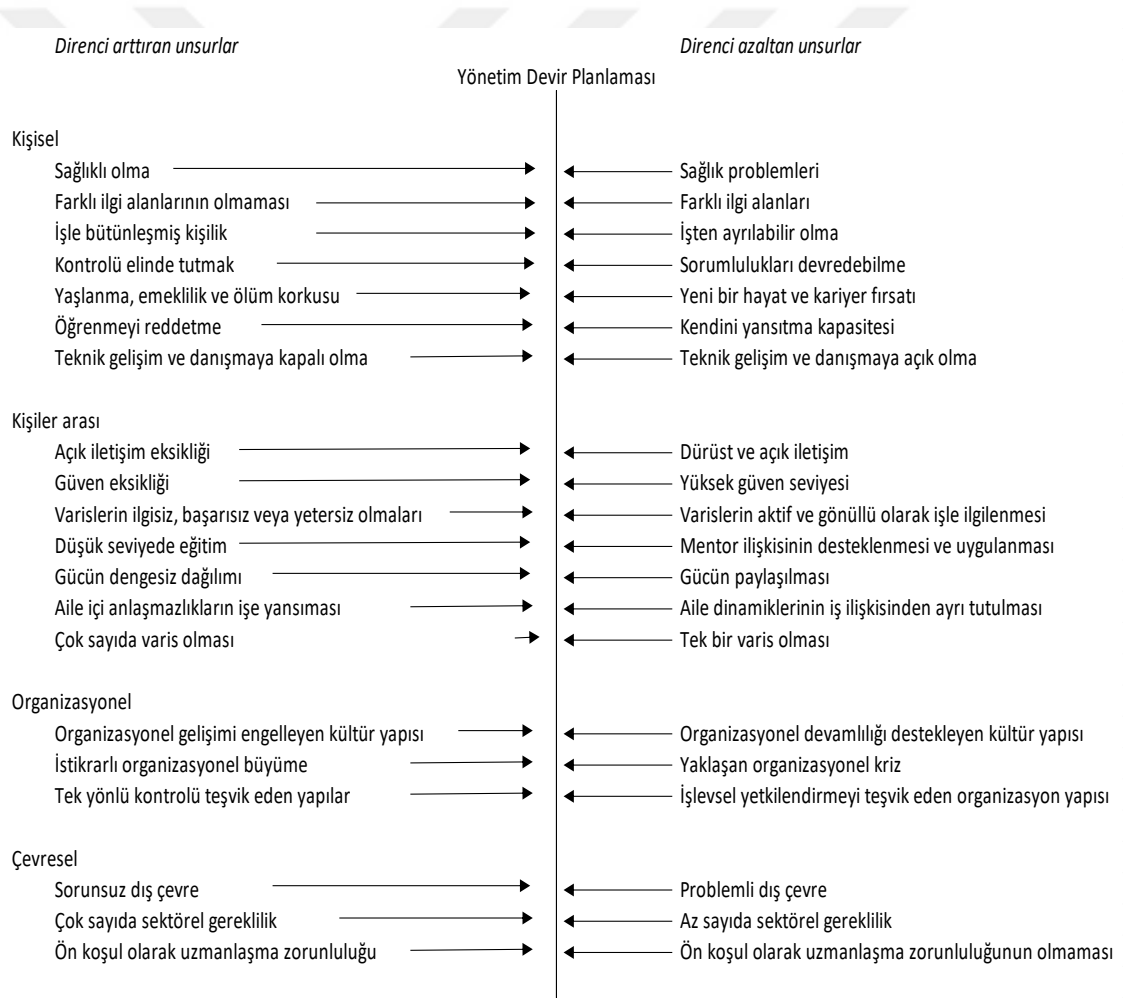 Direnci arttıran unsurlar Direnci azaltan unsurlar
Yönetim Devir Planlaması
Kişisel
Sağlıklı olma Sağlık problemleri
Farklı ilgi alanlarının olmaması Farklı ilgi alanları
İşle bütünleşmiş kişilik İşten ayrılabilir olma
Kontrolü elinde tutmak Sorumlulukları devredebilme
Yaşlanma, emeklilik ve ölüm korkusu Yeni bir hayat ve kariyer fırsatı
Öğrenmeyi reddetme Kendini yansıtma kapasitesi
Teknik gelişim ve danışmaya kapalı olma Teknik gelişim ve danışmaya açık olma
Kişiler arası
Açık iletişim eksikliği Dürüst ve açık iletişim
Güven eksikliği Yüksek güven seviyesi
Varislerin ilgisiz, başarısız veya yetersiz olmaları Varislerin aktif ve gönüllü olarak işle ilgilenmesi
Düşük seviyede eğitim Mentor ilişkisinin desteklenmesi ve uygulanması
Gücün dengesiz dağılımı Gücün paylaşılması
Aile içi anlaşmazlıkların işe yansıması Aile dinamiklerinin iş ilişkisinden ayrı tutulması
Çok sayıda varis olması Tek bir varis olması
Organizasyonel
Organizasyonel gelişimi engelleyen kültür yapısı Organizasyonel devamlılığı destekleyen kültür yapısı
İstikrarlı organizasyonel büyüme Yaklaşan organizasyonel kriz
Tek yönlü kontrolü teşvik eden yapılar İşlevsel yetkilendirmeyi teşvik eden organizasyon yapısı
Çevresel
Sorunsuz dış çevre Problemli dış çevre
Çok sayıda sektörel gereklilik Az sayıda sektörel gereklilik
Ön koşul olarak uzmanlaşma zorunluluğu Ön koşul olarak uzmanlaşma zorunluluğunun olmaması